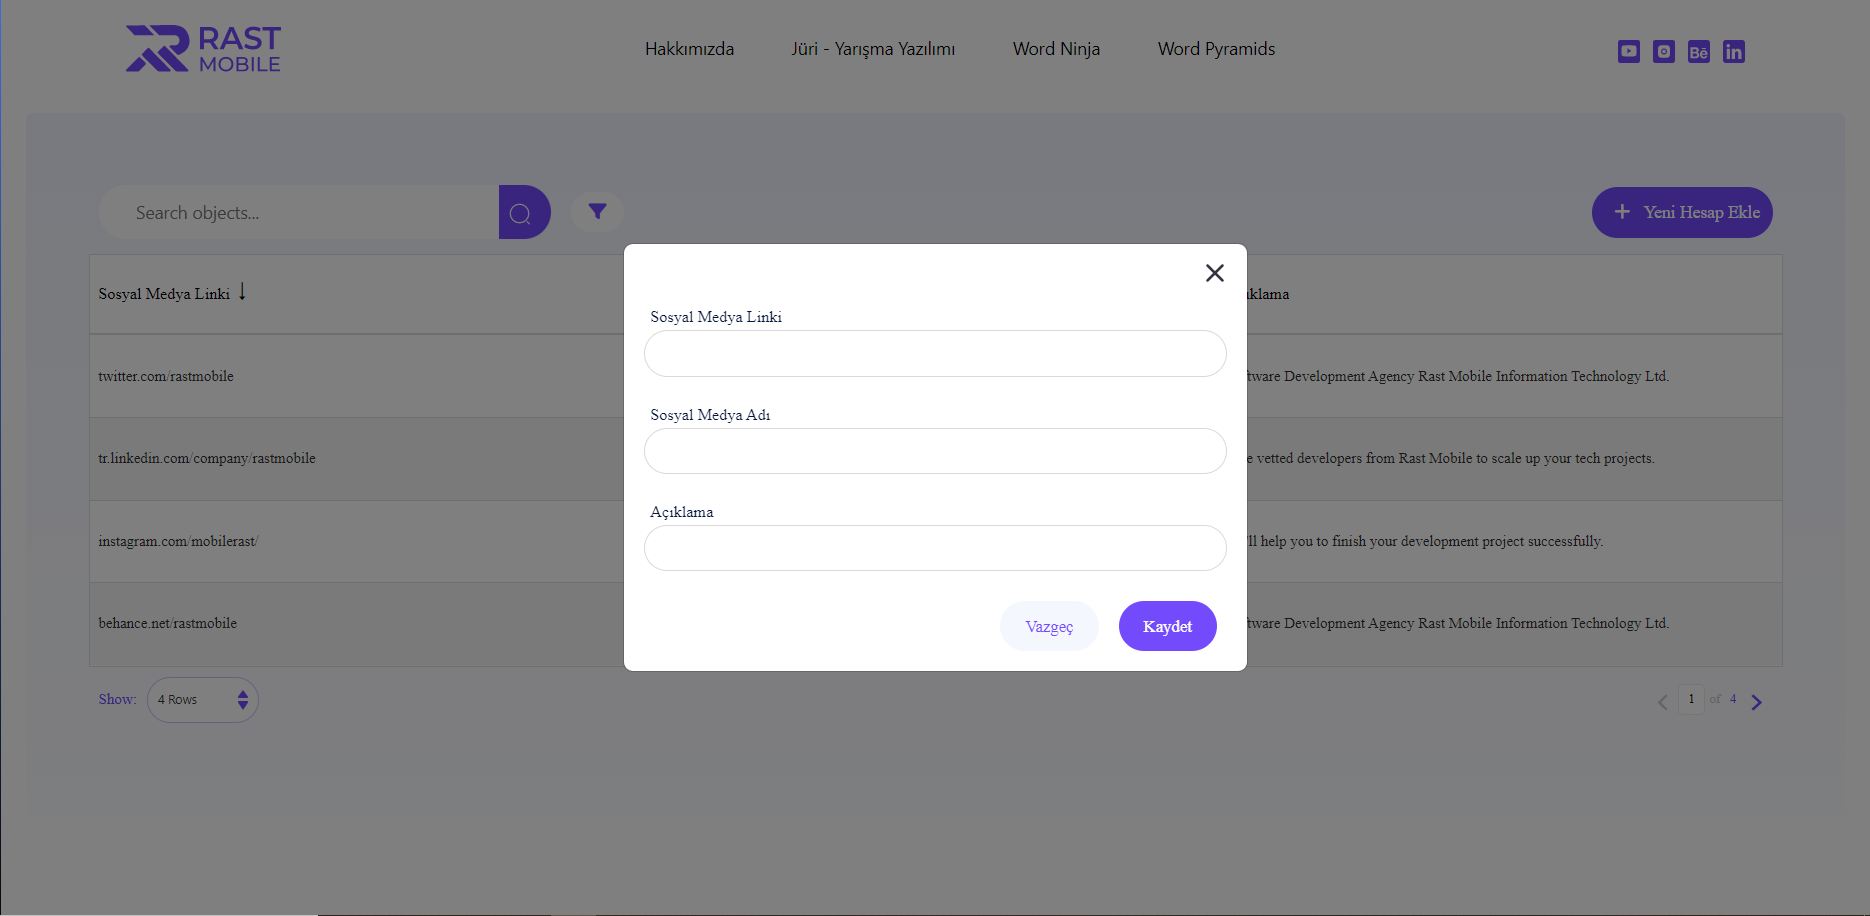 RAST
MOBILE
Hakkımızda
Jüri - Yarışma Yazılımı
Word Ninja
Word Pyramids
Bē
in
Search objects...
+ Yeni Hesap Ekle
Sosyal Medya Linki ↓
twitter.com/rastmobile
Development Agency Rast Mobile Information Technology Ltd.
tr.linkedin.com/company/rastmobile
vetted developers from Rast Mobile to scale up your tech projects.
instagram.com/mobilerast/
'll help you to finish your development project successfully.
behance.net/rastmobile
Development Agency Rast Mobile Information Technology Ltd.
Sosyal Medya Linki
Sosyal Medya Adı
Açıklama
Vazgeç
Kaydet
Show: 4 Rows
1 of 4